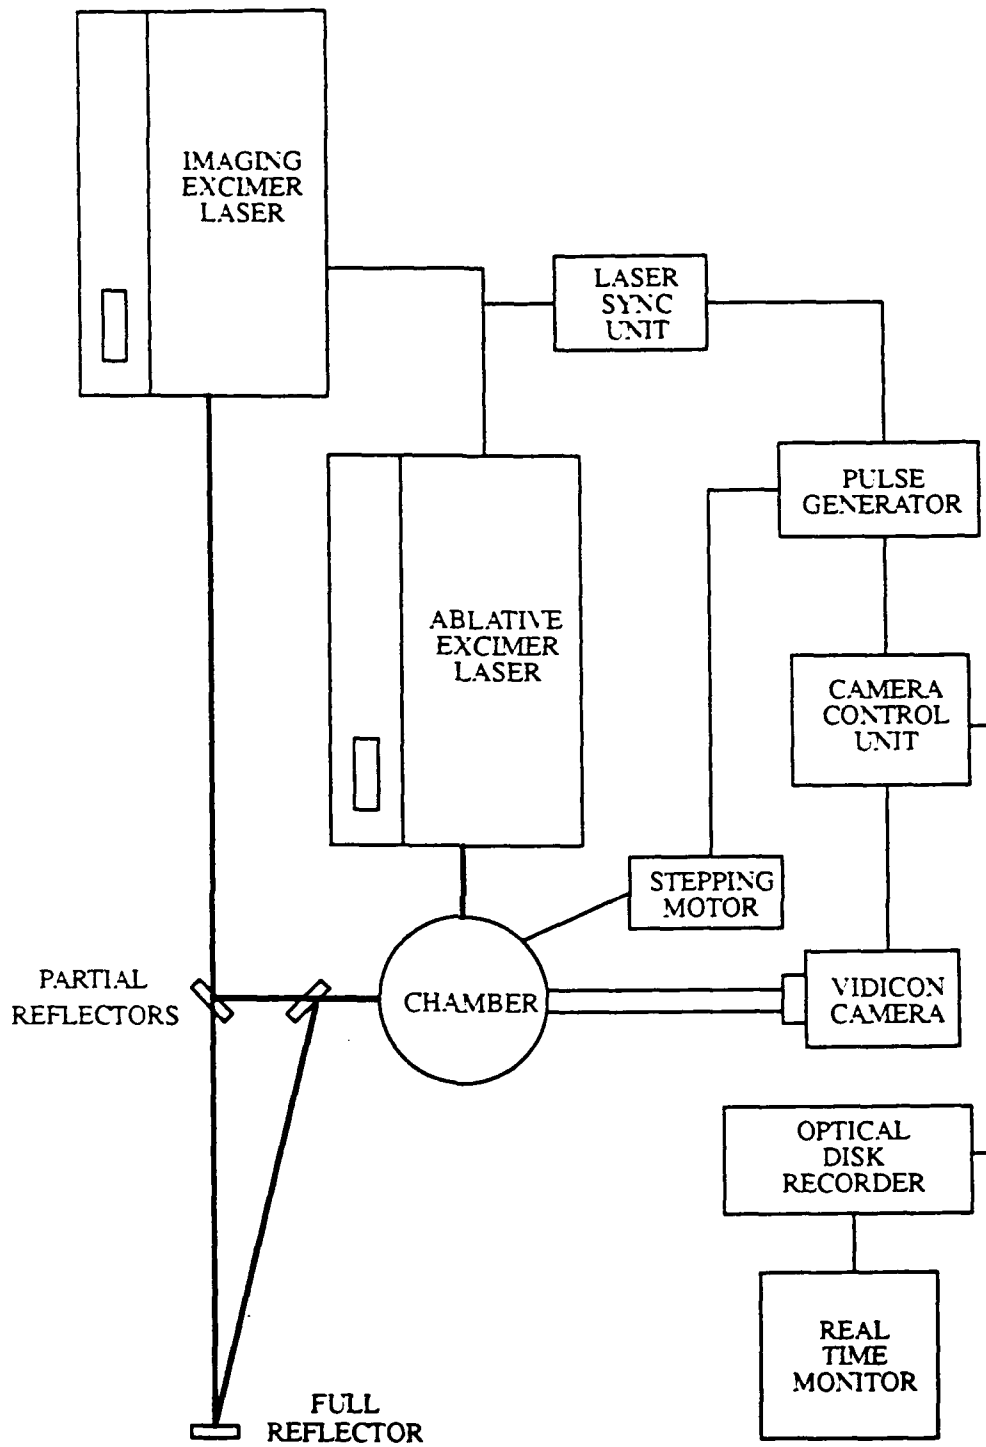 IMAGING
EXCIMER
LASER
LASER
SYNC
UNIT
PULSE
GENERATOR
ABLATIVE
EXCIMER
LASER
CAMERA
CONTROL
UNIT
STEPPING
MOTOR
PARTIAL
REFLECTORS
CHAMBER
VIDICON
CAMERA
OPTICAL
DISK
RECORDER
REAL
TIME
MONITOR
FULL
REFLECTOR